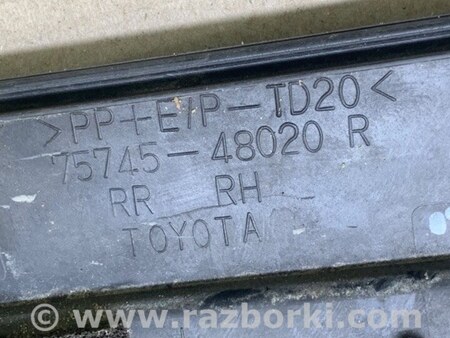 >PP+E/P-TD20<
75745-48020 R
RR RH
TOYOTA
© www.razborki.com